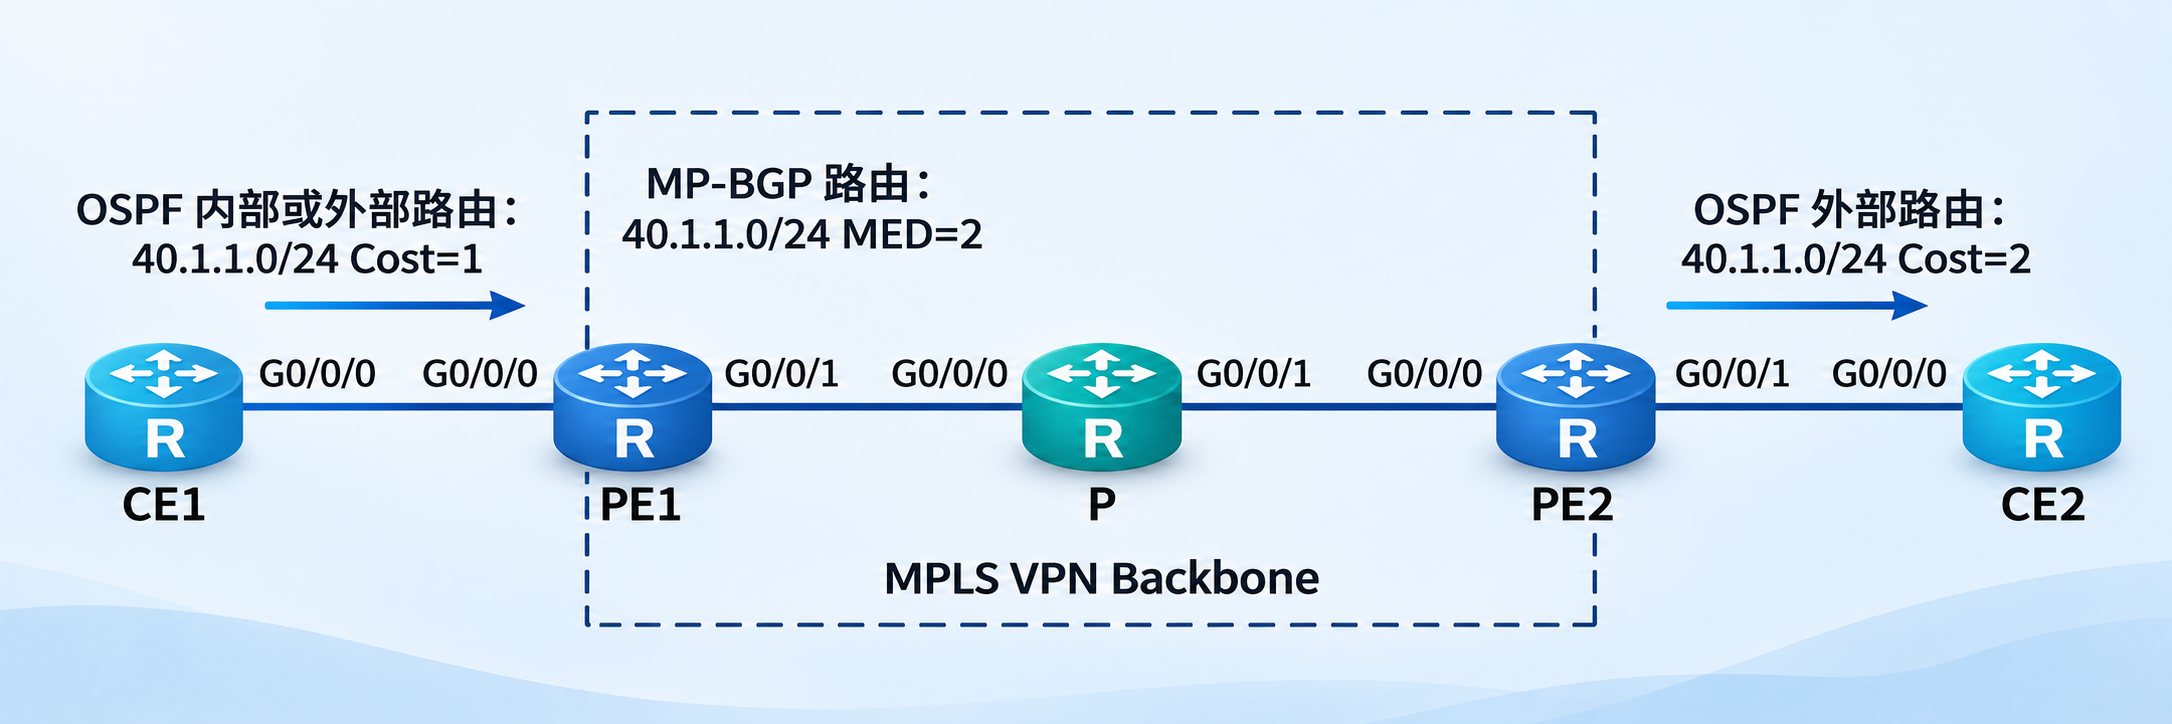 OSPF 内部或外部路由：
40.1.1.0/24 Cost=1
MP-BGP 路由：
40.1.1.0/24 MED=2
OSPF 外部路由：
40.1.1.0/24 Cost=2
G0/0/0 G0/0/0 G0/0/1 G0/0/0 G0/0/1 G0/0/0 G0/0/1 G0/0/0
R R R R R
CE1 PE1 P PE2 CE2
MPLS VPN Backbone